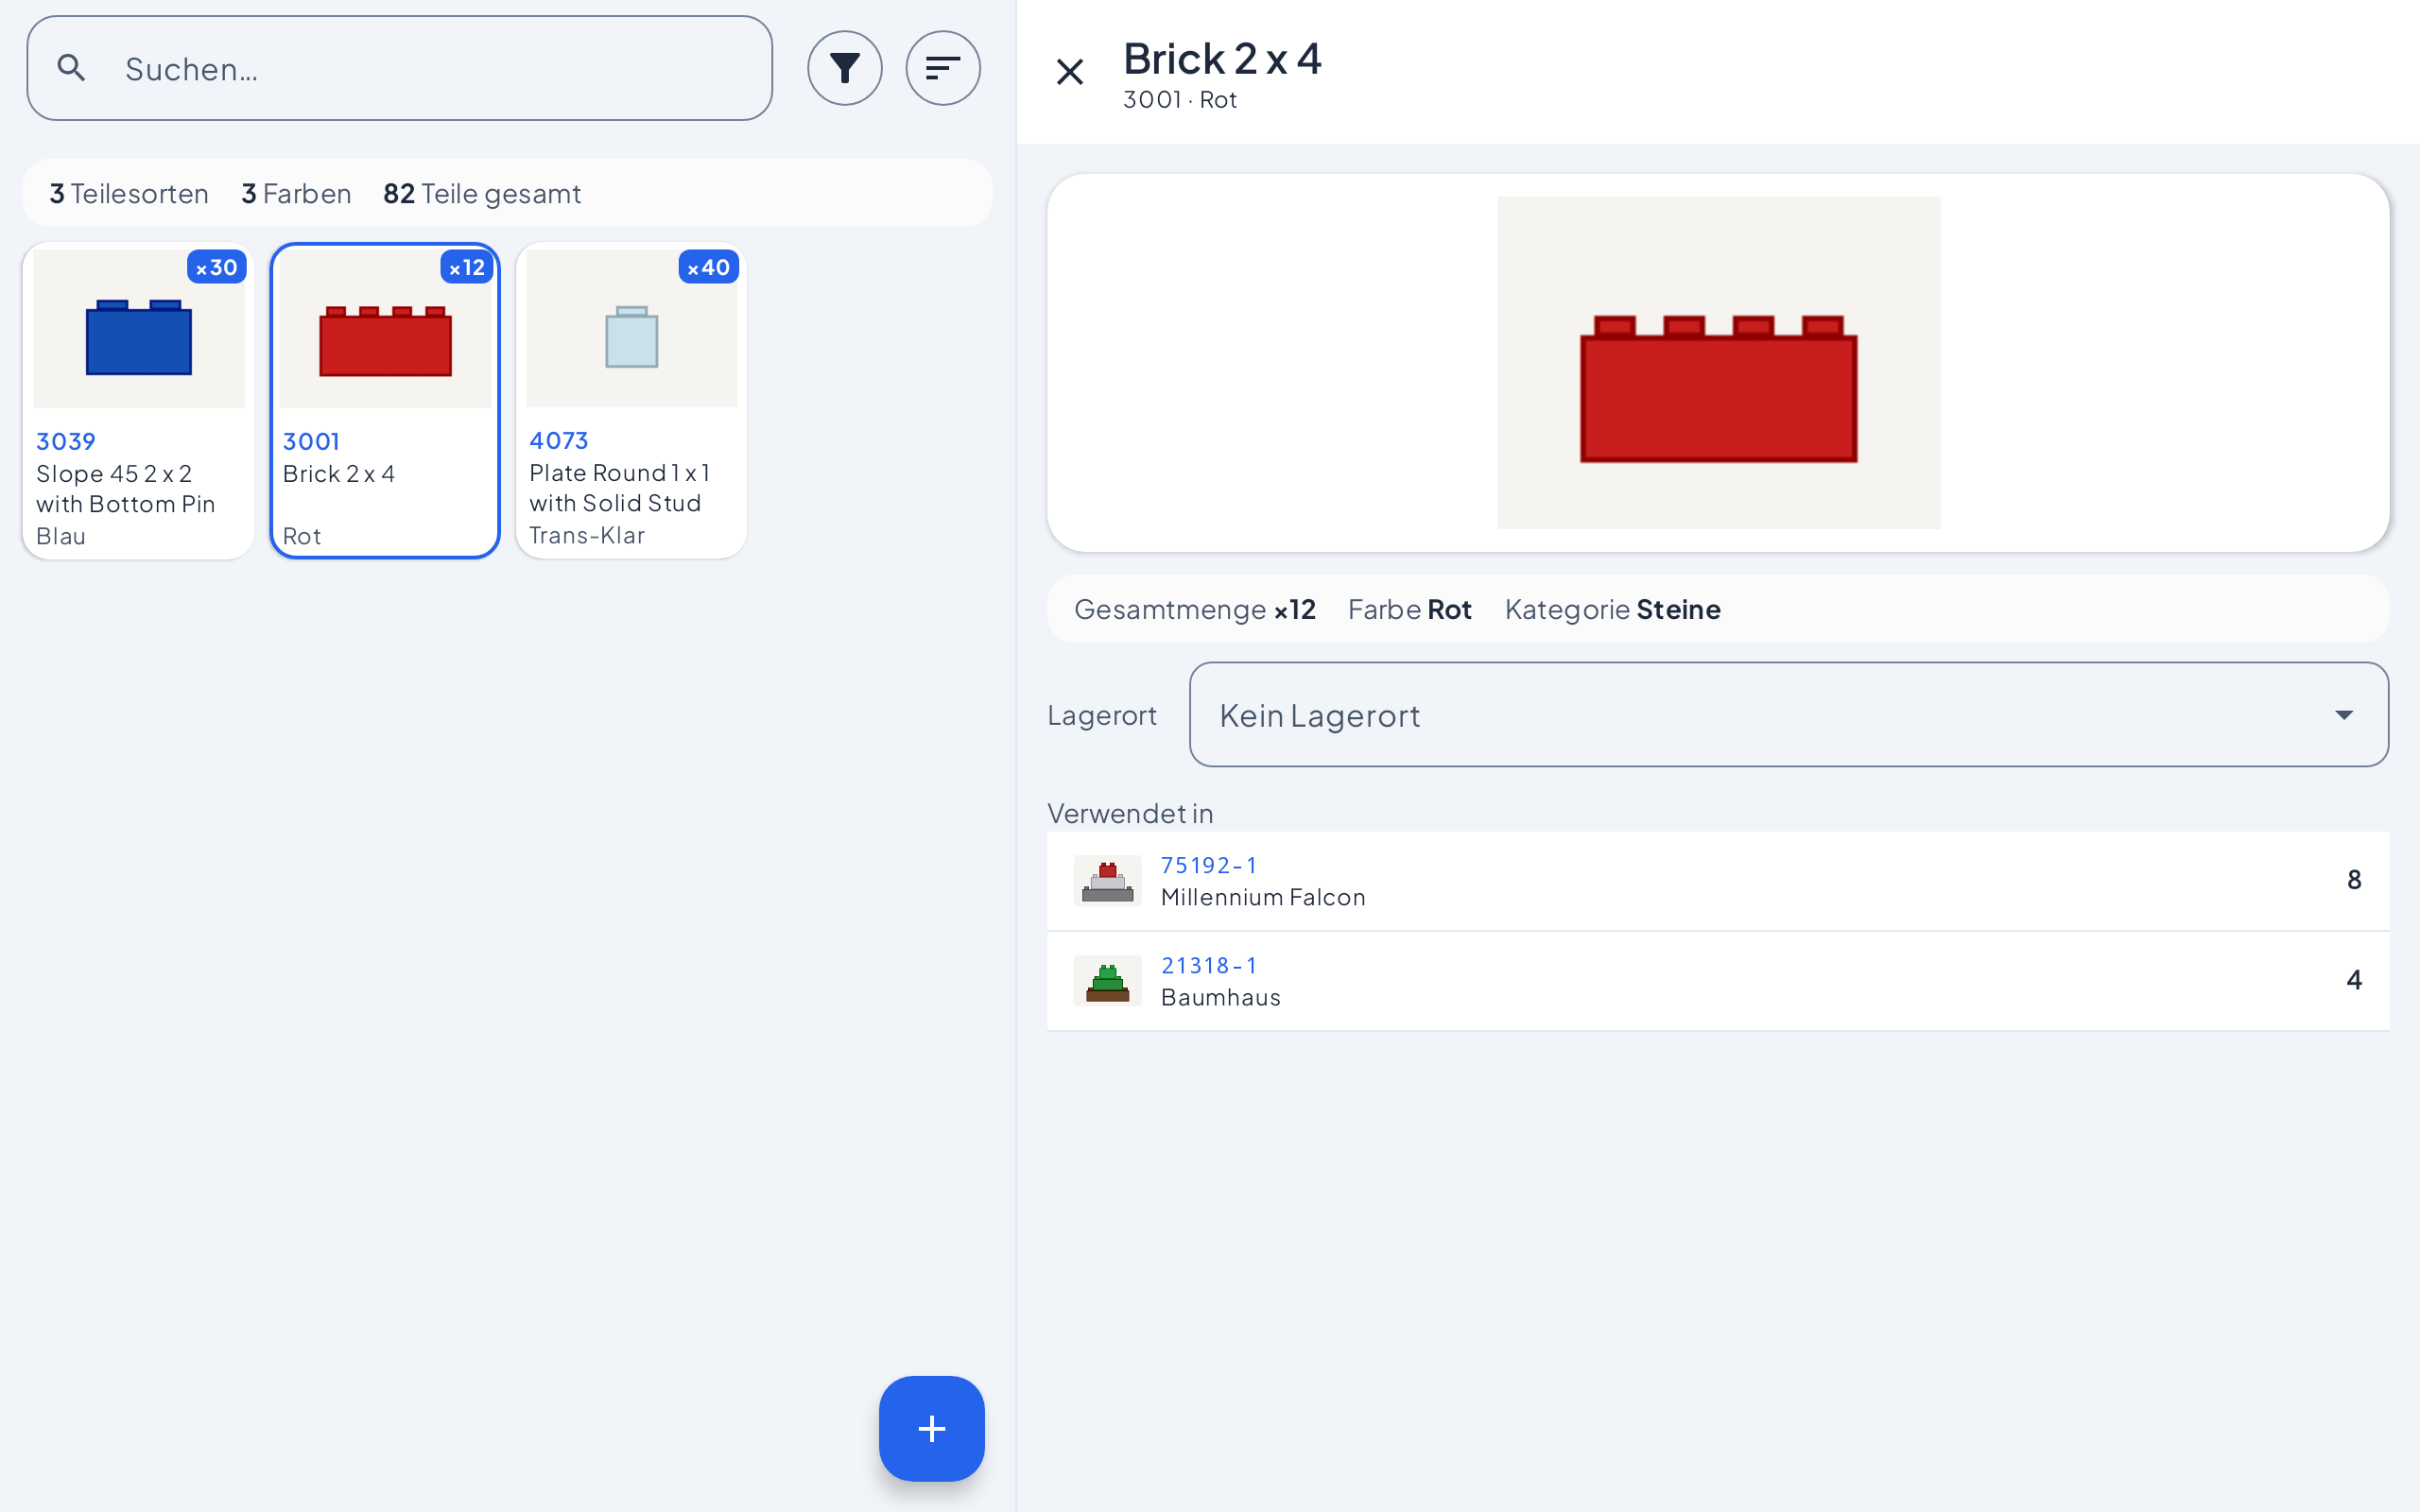 Suchen...
3 Teilesorten 3 Farben 82 Teile gesamt
×30
3039
Slope 45 2 x 2
with Bottom Pin
Blau
×12
3001
Brick 2 x 4
Rot
×40
4073
Plate Round 1 x 1
with Solid Stud
Trans-Klar
Brick 2 x 4
3001 · Rot
Gesamtmenge ×12 Farbe Rot Kategorie Steine
Lagerort Kein Lagerort
Verwendet in
75192-1
Millennium Falcon
8
21318-1
Baumhaus
4